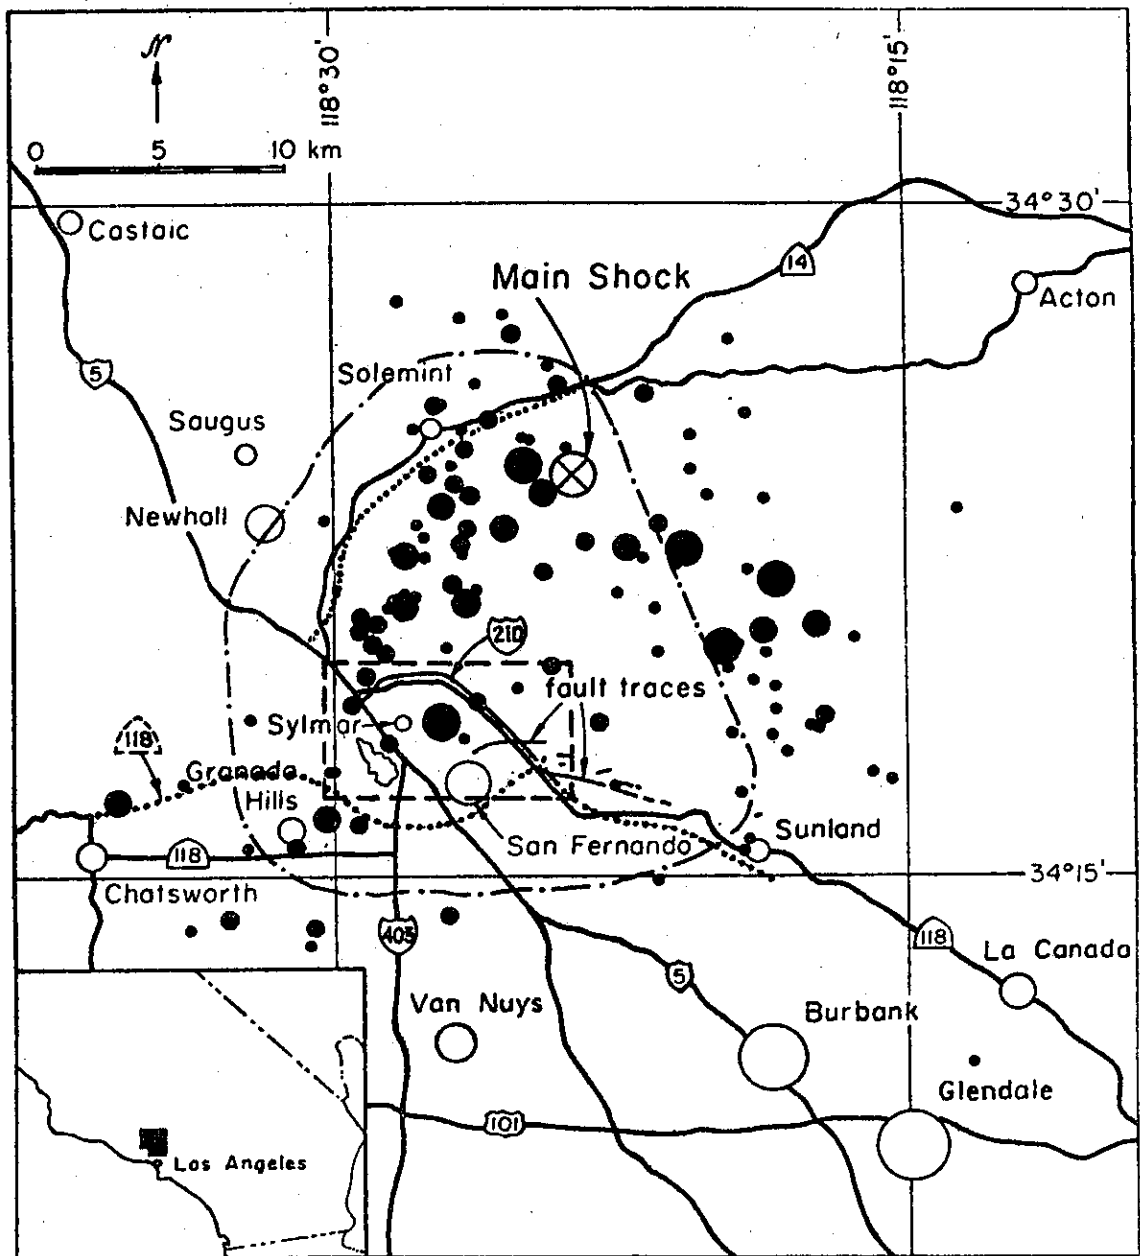 N
118°30'
118°15'
0 5 10 km
34°30'
Castaic
14
Main Shock
Acton
5
Solemint
Saugus
Newhall
210
fault traces
Sylmar
118
Granada
Hills
San Fernando
Sunland
118
34°15'
Chatsworth
405
118
La Canada
5
Van Nuys
Burbank
Glendale
101
Los Angeles